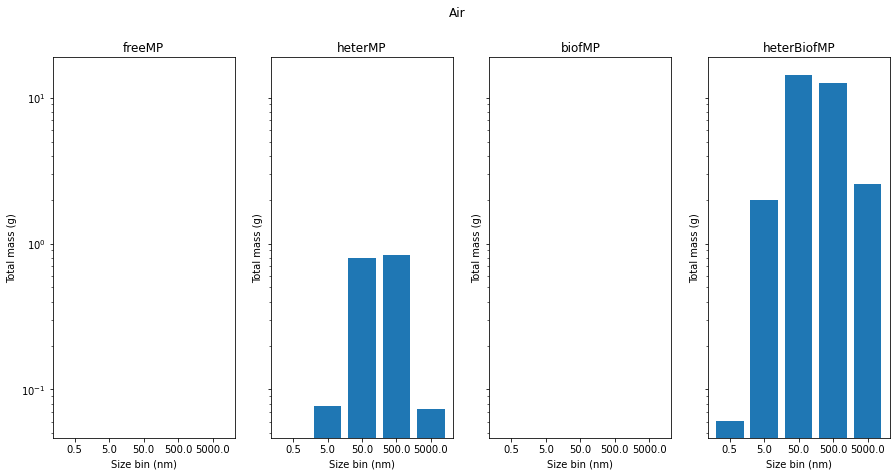 Air
freeMP
heterMP
biofMP
heterBiofMP
Total mass (g)
10¹
10⁰
10⁻¹
Total mass (g)
Total mass (g)
Total mass (g)
0.5 5.0 50.0 500.0 5000.0
0.5 5.0 50.0 500.0 5000.0
0.5 5.0 50.0 500.0 5000.0
0.5 5.0 50.0 500.0 5000.0
Size bin (nm)
Size bin (nm)
Size bin (nm)
Size bin (nm)